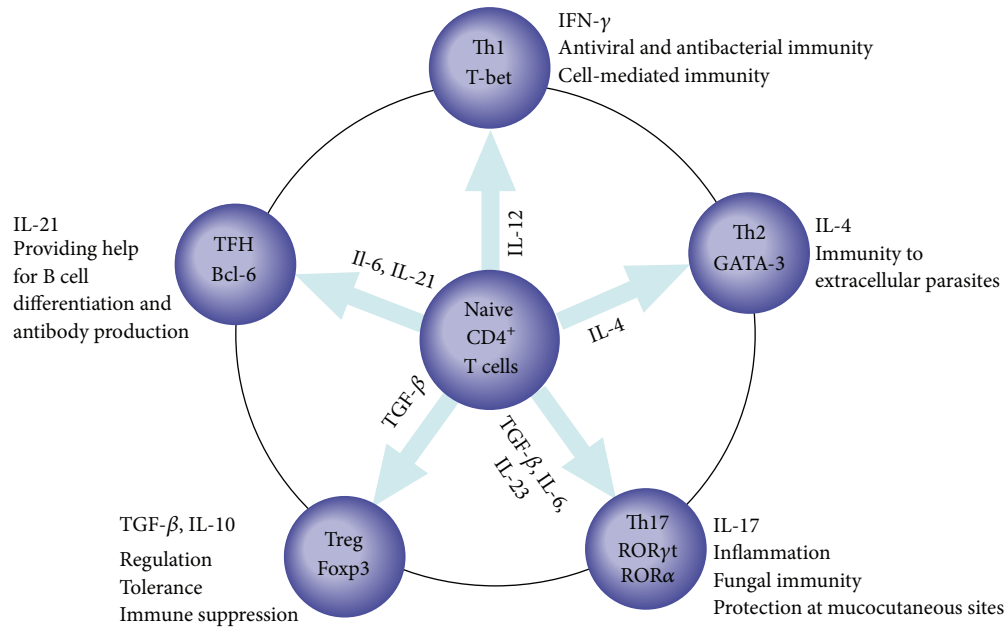 Th1
T-bet
IFN-γ
Antiviral and antibacterial immunity
Cell-mediated immunity
IL-12
Th2
GATA-3
IL-4
Immunity to
extracellular parasites
IL-4
Naive
CD4⁺
T cells
IL-21
Providing help
for B cell
differentiation and
antibody production
TFH
Bcl-6
Il-6, IL-21
TGF-β
TGF-β, IL-6,
IL-23
TGF-β, IL-10
Regulation
Tolerance
Immune suppression
Treg
Foxp3
Th17
RORγt
RORα
IL-17
Inflammation
Fungal immunity
Protection at mucocutaneous sites